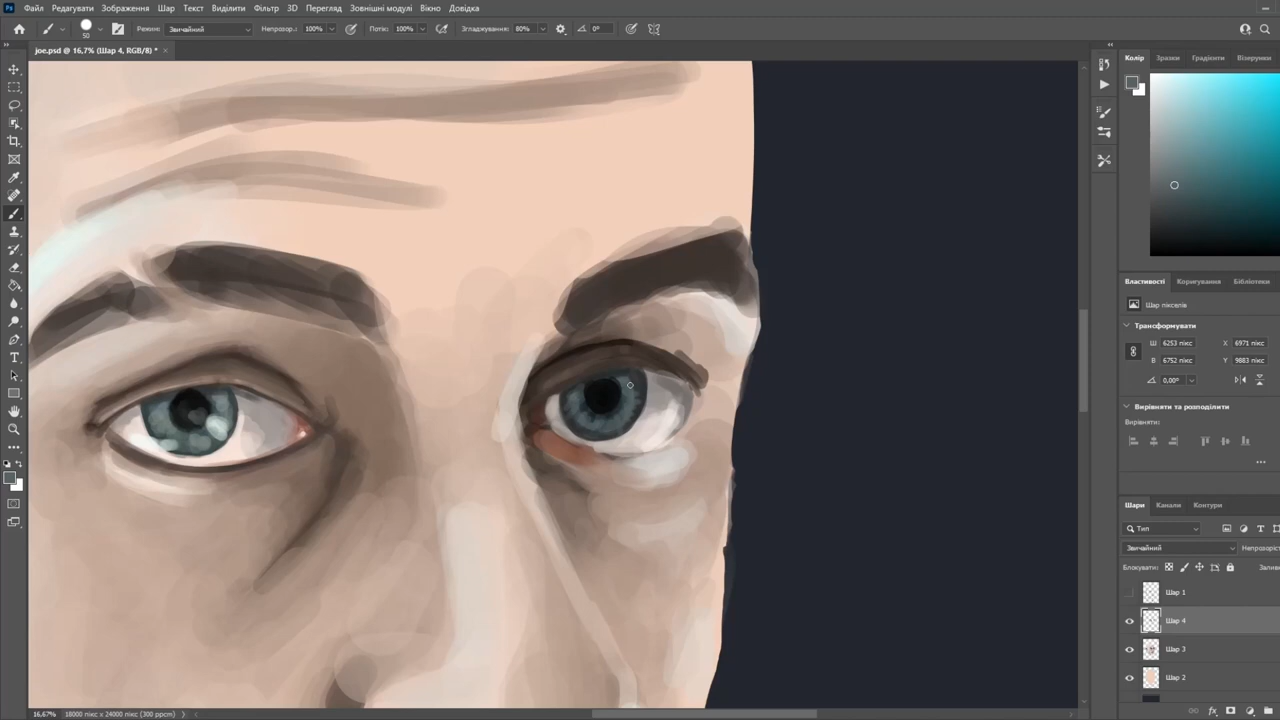 Ps Файл Редагувати Зображення Шар Текст Виділити Фільтр 3D Перегляд Зовнішні модулі Вікно Довідка
50 Режим: Звичайний Непрозор.: 100% Потік: 100% Згладжування: 80% 0°
joe.psd @ 16,7% (Шар 4, RGB/8) * ×
Колір Зразки Градієнти Візерунки
Властивості Коригування Бібліотеки
Шар пікселів
Трансформувати
Ш 6253 пікс X 6971 пікс
В 6752 пікс Y 9883 пікс
0,00°
Вирівняти та розподілити
Вирівняти:
Шари Канали Контури
Тип
Звичайний Непрозоріс
Блокувати: Залив
Шар 1
Шар 4
Шар 3
Шар 2
16,67% 18000 пікс x 24000 пікс (300 ppcm)